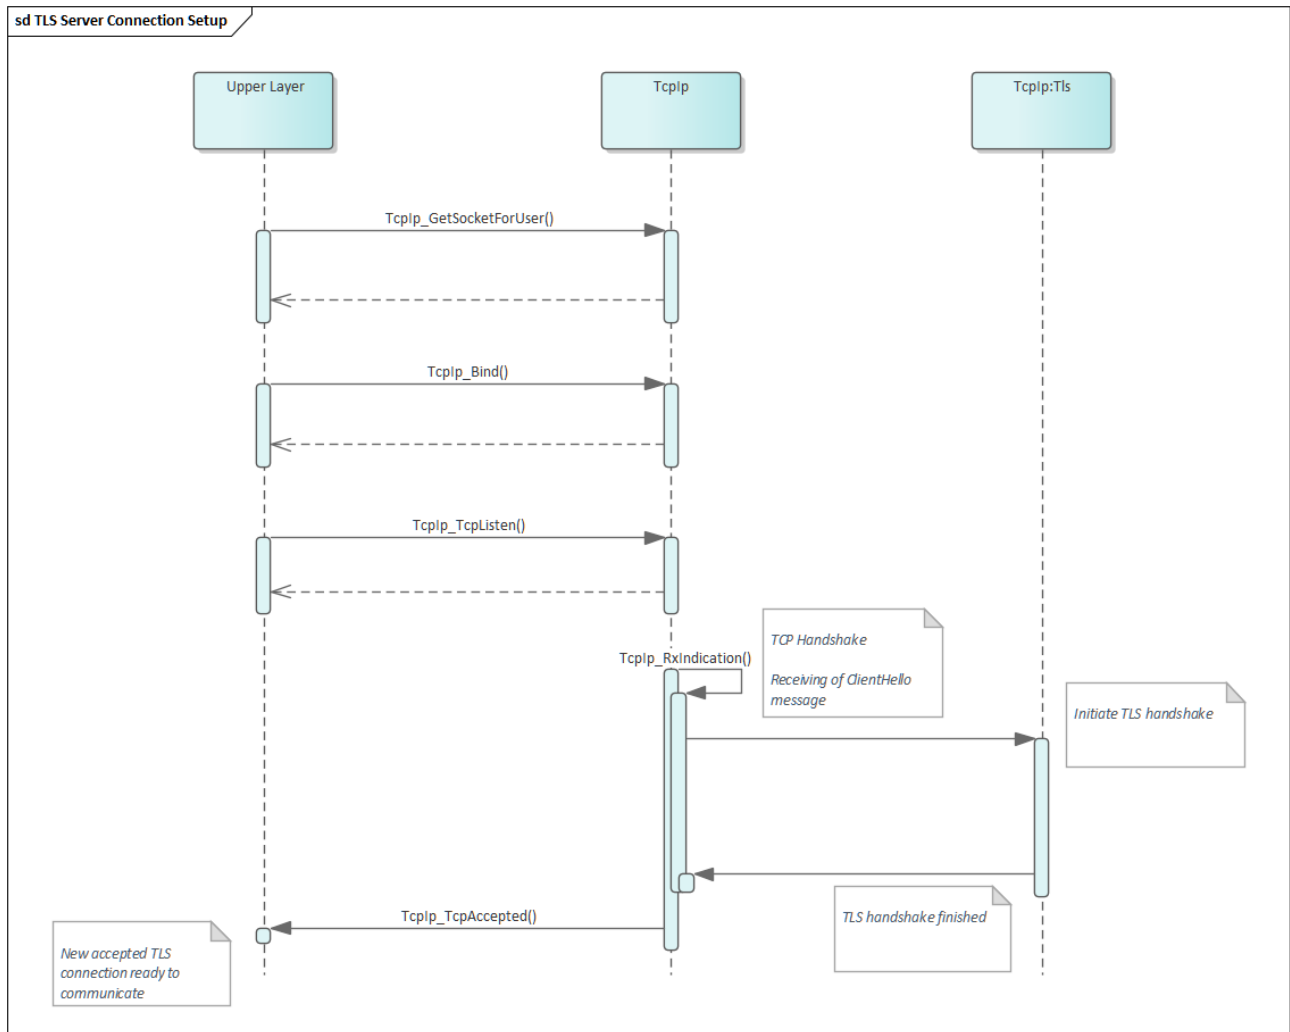 sd TLS Server Connection Setup
Upper Layer
TcpIp
TcpIp:Tls
TcpIp_GetSocketForUser()
TcpIp_Bind()
TcpIp_TcpListen()
TCP Handshake
TcpIp_RxIndication()
Receiving of ClientHello
message
Initiate TLS handshake
TLS handshake finished
TcpIp_TcpAccepted()
New accepted TLS
connection ready to
communicate